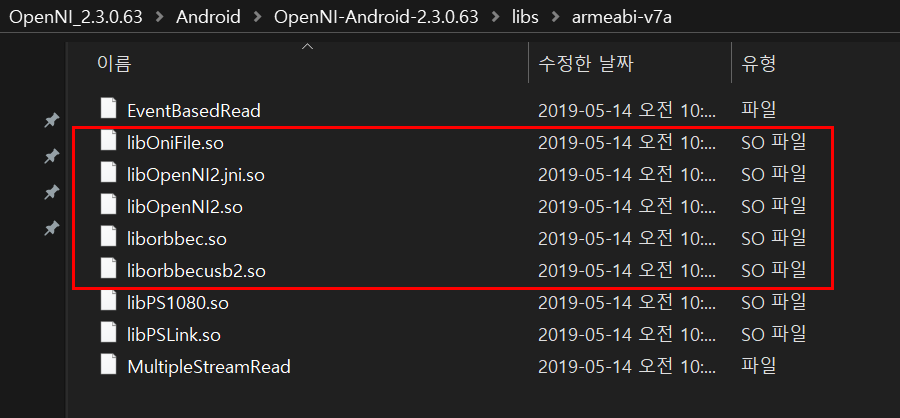 OpenNI_2.3.0.63 > Android > OpenNI-Android-2.3.0.63 > libs > armeabi-v7a
이름 수정한 날짜 유형
EventBasedRead 2019-05-14 오전 10:... 파일
libOniFile.so 2019-05-14 오전 10:... SO 파일
libOpenNI2.jni.so 2019-05-14 오전 10:... SO 파일
libOpenNI2.so 2019-05-14 오전 10:... SO 파일
liborbbec.so 2019-05-14 오전 10:... SO 파일
liborbbecusb2.so 2019-05-14 오전 10:... SO 파일
libPS1080.so 2019-05-14 오전 10:... SO 파일
libPSLink.so 2019-05-14 오전 10:... SO 파일
MultipleStreamRead 2019-05-14 오전 10:... 파일